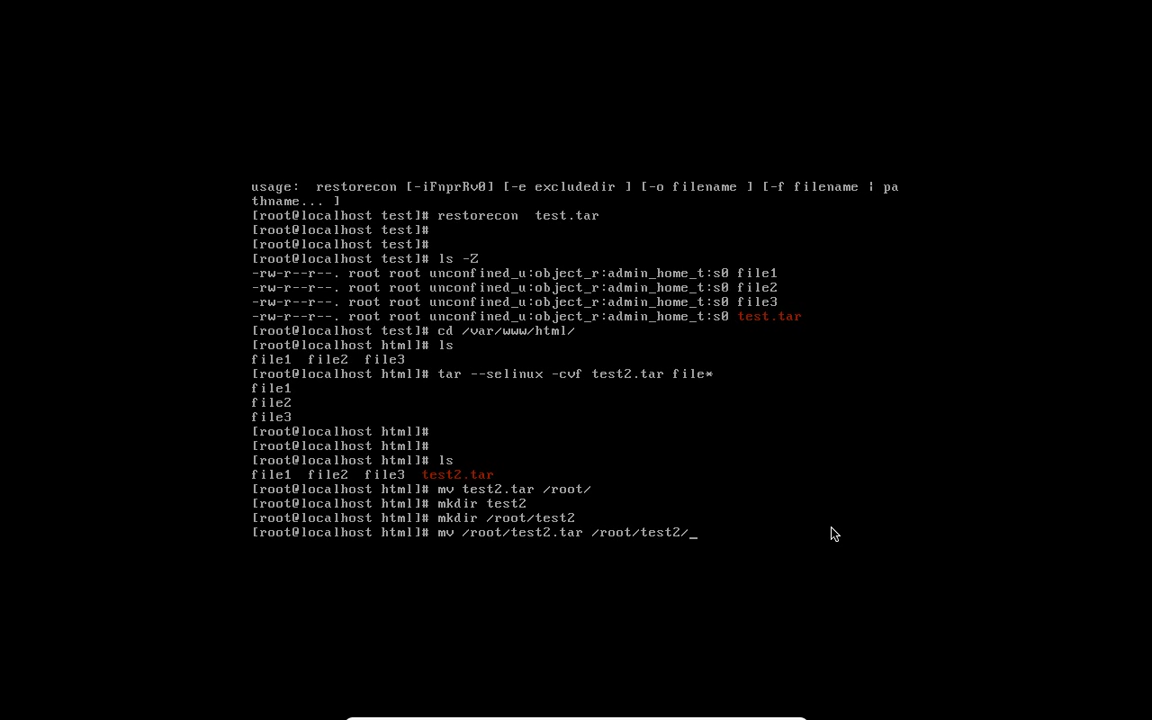 usage:  restorecon [-iFnprRv0] [-e excludedir ] [-o filename ] [-f filename | pa
thname... ]
[root@localhost test]# restorecon  test.tar
[root@localhost test]#
[root@localhost test]#
[root@localhost test]# ls -Z
-rw-r--r--. root root unconfined_u:object_r:admin_home_t:s0 file1
-rw-r--r--. root root unconfined_u:object_r:admin_home_t:s0 file2
-rw-r--r--. root root unconfined_u:object_r:admin_home_t:s0 file3
-rw-r--r--. root root unconfined_u:object_r:admin_home_t:s0 test.tar
[root@localhost test]# cd /var/www/html/
[root@localhost html]# ls
file1  file2  file3
[root@localhost html]# tar --selinux -cvf test2.tar file*
file1
file2
file3
[root@localhost html]#
[root@localhost html]#
[root@localhost html]# ls
file1  file2  file3  test2.tar
[root@localhost html]# mv test2.tar /root/
[root@localhost html]# mkdir test2
[root@localhost html]# mkdir /root/test2
[root@localhost html]# mv /root/test2.tar /root/test2/_